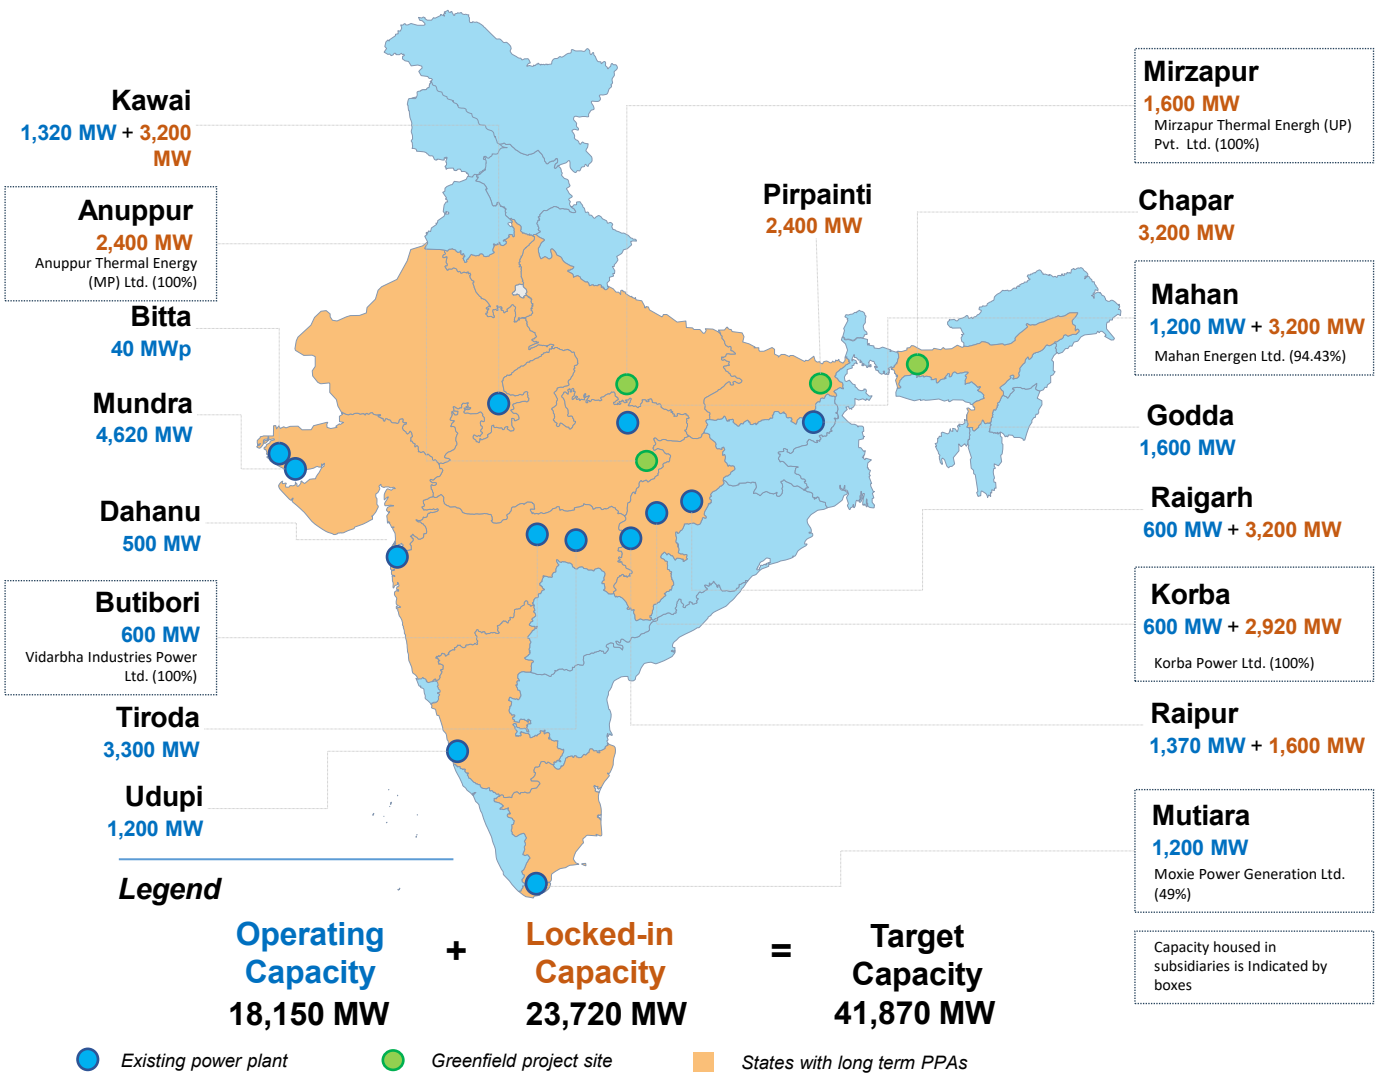 Kawai
1,320 MW + 3,200
MW
Anuppur
2,400 MW
Anuppur Thermal Energy
(MP) Ltd. (100%)
Bitta
40 MWp
Mundra
4,620 MW
Dahanu
500 MW
Butibori
600 MW
Vidarbha Industries Power
Ltd. (100%)
Tiroda
3,300 MW
Udupi
1,200 MW
Pirpainti
2,400 MW
Mirzapur
1,600 MW
Mirzapur Thermal Energh (UP)
Pvt. Ltd. (100%)
Chapar
3,200 MW
Mahan
1,200 MW + 3,200 MW
Mahan Energen Ltd. (94.43%)
Godda
1,600 MW
Raigarh
600 MW + 3,200 MW
Korba
600 MW + 2,920 MW
Korba Power Ltd. (100%)
Raipur
1,370 MW + 1,600 MW
Mutiara
1,200 MW
Moxie Power Generation Ltd.
(49%)
Capacity housed in
subsidiaries is Indicated by
boxes
Legend
Operating
Capacity
18,150 MW
+
Locked-in
Capacity
23,720 MW
=
Target
Capacity
41,870 MW
Existing power plant
Greenfield project site
States with long term PPAs